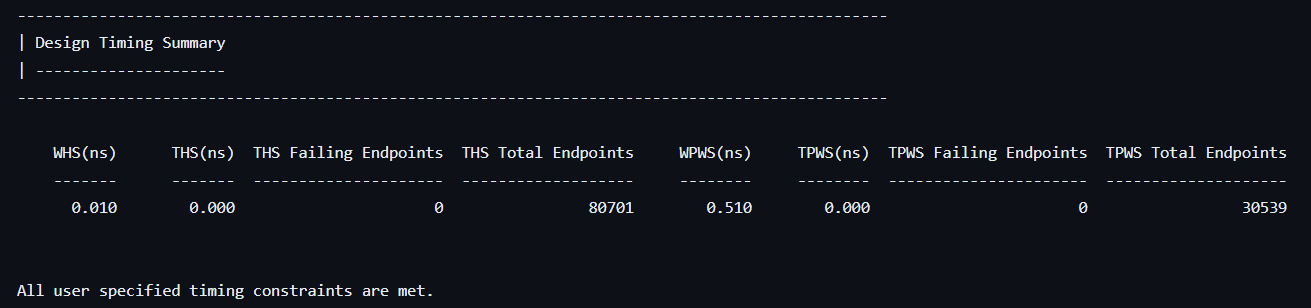 ------------------------------------------------------------------------------------------------
| Design Timing Summary
| ---------------------
------------------------------------------------------------------------------------------------
    WHS(ns)      THS(ns)  THS Failing Endpoints  THS Total Endpoints     WPWS(ns)     TPWS(ns)  TPWS Failing Endpoints  TPWS Total Endpoints
    -------      -------  ---------------------  -------------------     --------     --------  ----------------------  --------------------
      0.010        0.000                      0                80701        0.510        0.000                       0                 30539
All user specified timing constraints are met.